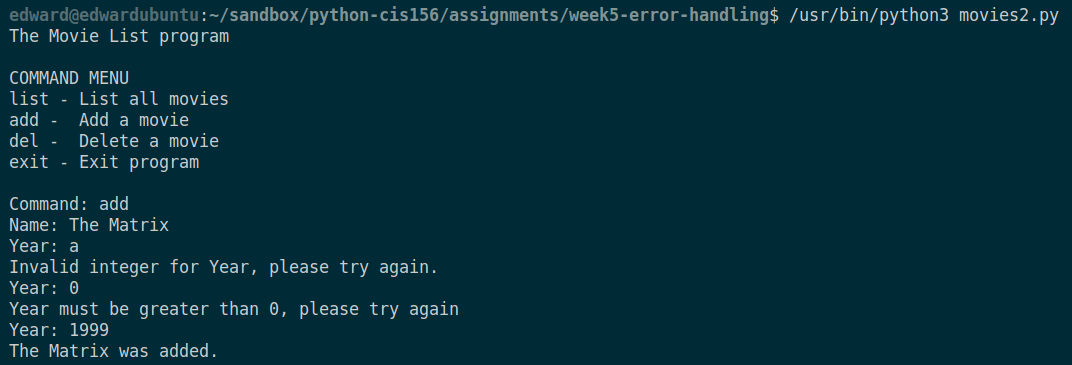 edward@edwardubuntu:~/sandbox/python-cis156/assignments/week5-error-handling$ /usr/bin/python3 movies2.py
The Movie List program

COMMAND MENU
list - List all movies
add -  Add a movie
del -  Delete a movie
exit - Exit program

Command: add
Name: The Matrix
Year: a
Invalid integer for Year, please try again.
Year: 0
Year must be greater than 0, please try again
Year: 1999
The Matrix was added.